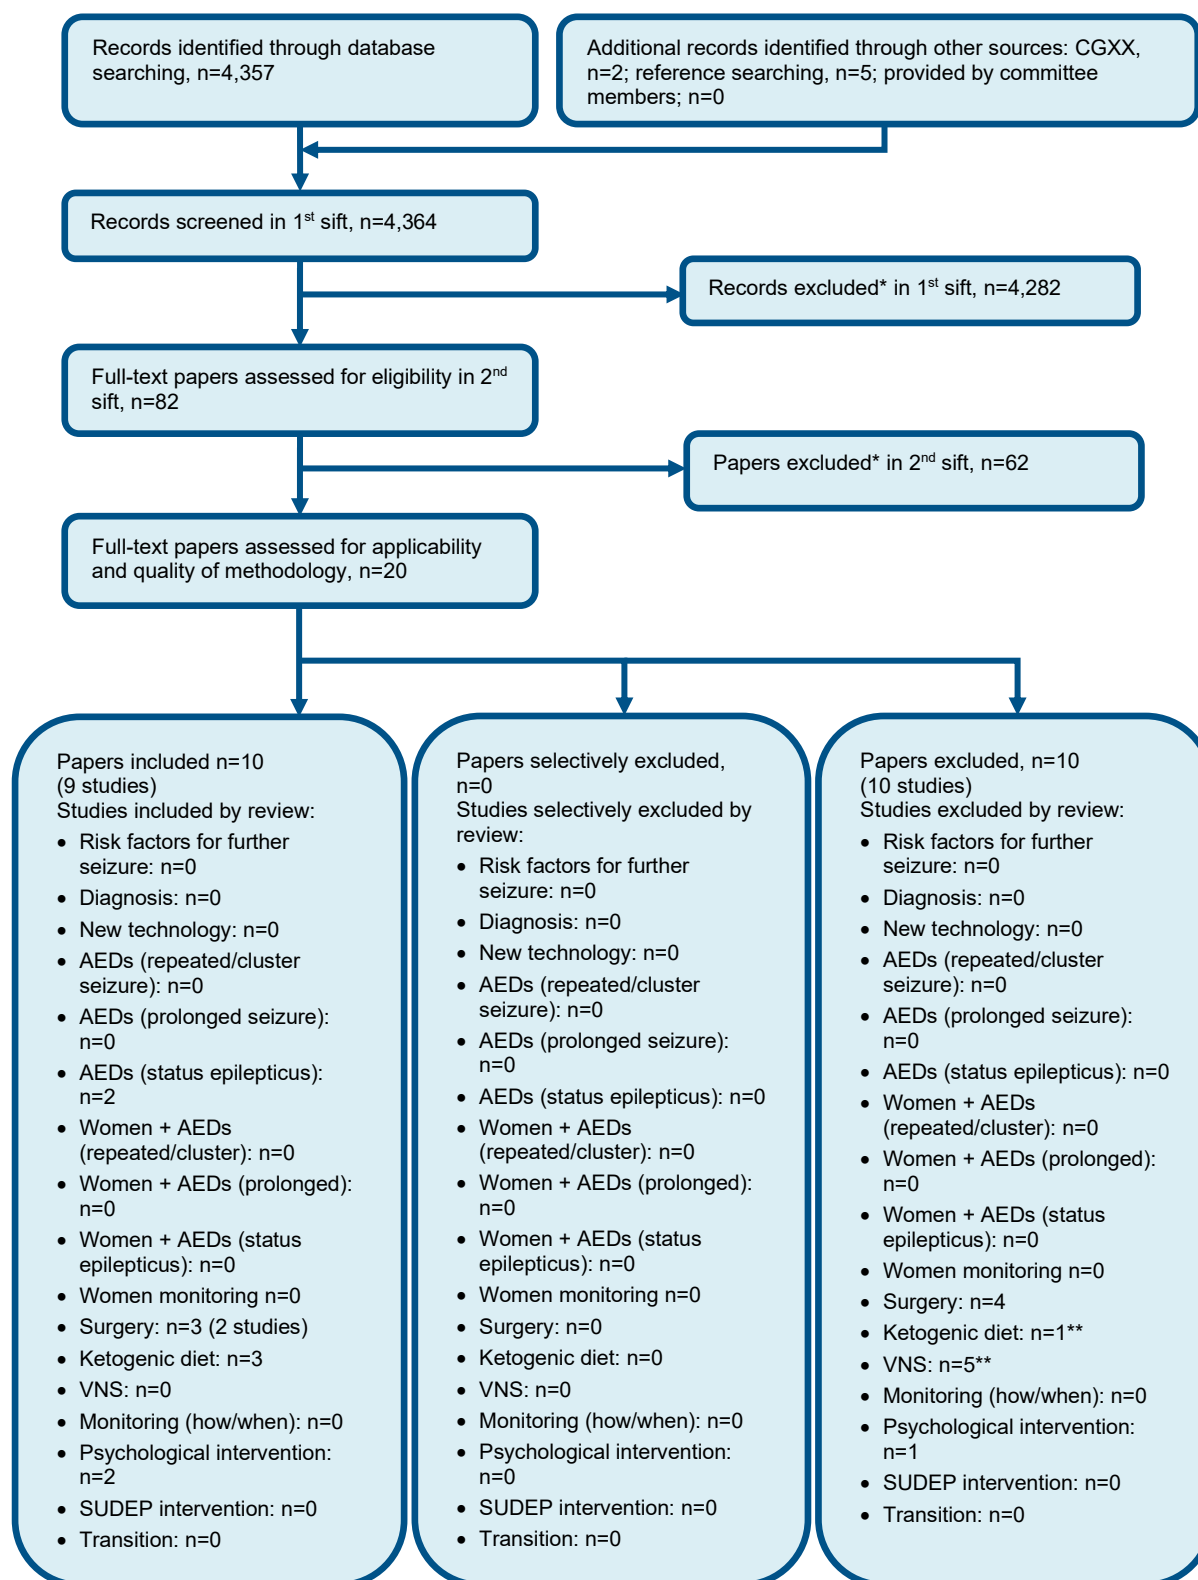 Records identified through database
searching, n=4,357
Additional records identified through other sources: CGXX,
n=2; reference searching, n=5; provided by committee
members; n=0
Records screened in 1st sift, n=4,364
Records excluded* in 1st sift, n=4,282
Full-text papers assessed for eligibility in 2nd
sift, n=82
Papers excluded* in 2nd sift, n=62
Full-text papers assessed for applicability
and quality of methodology, n=20
Papers included n=10
(9 studies)
Studies included by review:
• Risk factors for further
seizure: n=0
• Diagnosis: n=0
• New technology: n=0
• AEDs (repeated/cluster
seizure): n=0
• AEDs (prolonged seizure):
n=0
• AEDs (status epilepticus):
n=2
• Women + AEDs
(repeated/cluster): n=0
• Women + AEDs (prolonged):
n=0
• Women + AEDs (status
epilepticus): n=0
• Women monitoring n=0
• Surgery: n=3 (2 studies)
• Ketogenic diet: n=3
• VNS: n=0
• Monitoring (how/when): n=0
• Psychological intervention:
n=2
• SUDEP intervention: n=0
• Transition: n=0
Papers selectively excluded,
n=0
Studies selectively excluded by
review:
• Risk factors for further
seizure: n=0
• Diagnosis: n=0
• New technology: n=0
• AEDs (repeated/cluster
seizure): n=0
• AEDs (prolonged seizure):
n=0
• AEDs (status epilepticus): n=0
• Women + AEDs
(repeated/cluster): n=0
• Women + AEDs (prolonged):
n=0
• Women + AEDs (status
epilepticus): n=0
• Women monitoring n=0
• Surgery: n=0
• Ketogenic diet: n=0
• VNS: n=0
• Monitoring (how/when): n=0
• Psychological intervention:
n=0
• SUDEP intervention: n=0
• Transition: n=0
Papers excluded, n=10
(10 studies)
Studies excluded by review:
• Risk factors for further
seizure: n=0
• Diagnosis: n=0
• New technology: n=0
• AEDs (repeated/cluster
seizure): n=0
• AEDs (prolonged seizure):
n=0
• AEDs (status epilepticus): n=0
• Women + AEDs
(repeated/cluster): n=0
• Women + AEDs (prolonged):
n=0
• Women + AEDs (status
epilepticus): n=0
• Women monitoring n=0
• Surgery: n=4
• Ketogenic diet: n=1**
• VNS: n=5**
• Monitoring (how/when): n=0
• Psychological intervention:
n=1
• SUDEP intervention: n=0
• Transition: n=0